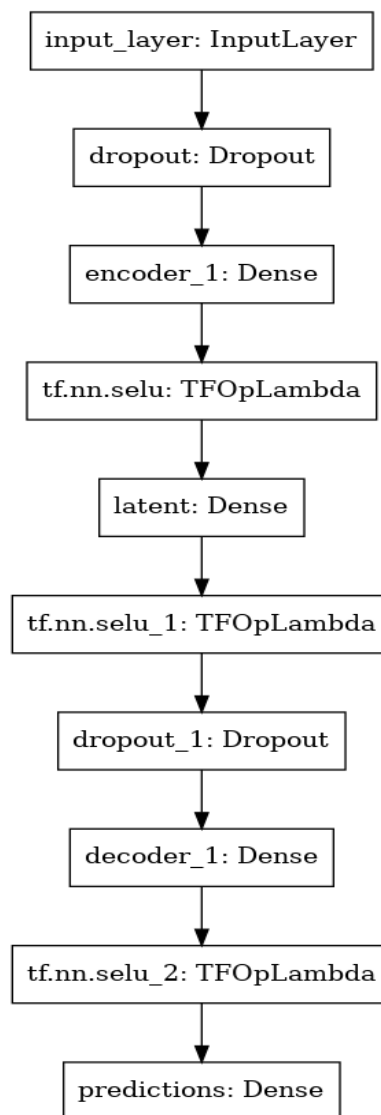 input_layer: InputLayer
dropout: Dropout
encoder_1: Dense
tf.nn.selu: TFOpLambda
latent: Dense
tf.nn.selu_1: TFOpLambda
dropout_1: Dropout
decoder_1: Dense
tf.nn.selu_2: TFOpLambda
predictions: Dense